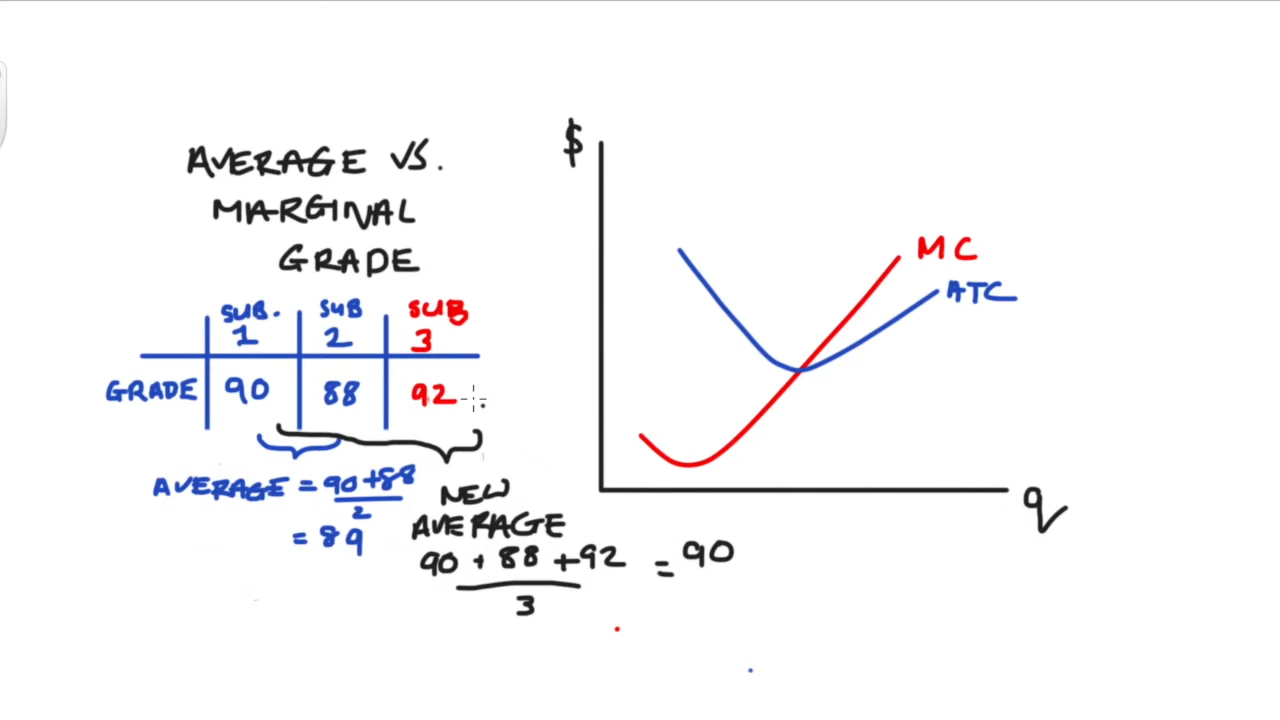 AVERAGE VS.
MARGINAL
GRADE
SUB. SUB SUB
1 2 3
GRADE 90 88 92
AVERAGE = 90+88
2
= 89
NEW
AVERAGE
90 + 88 + 92 = 90
3
$
MC
ATC
q